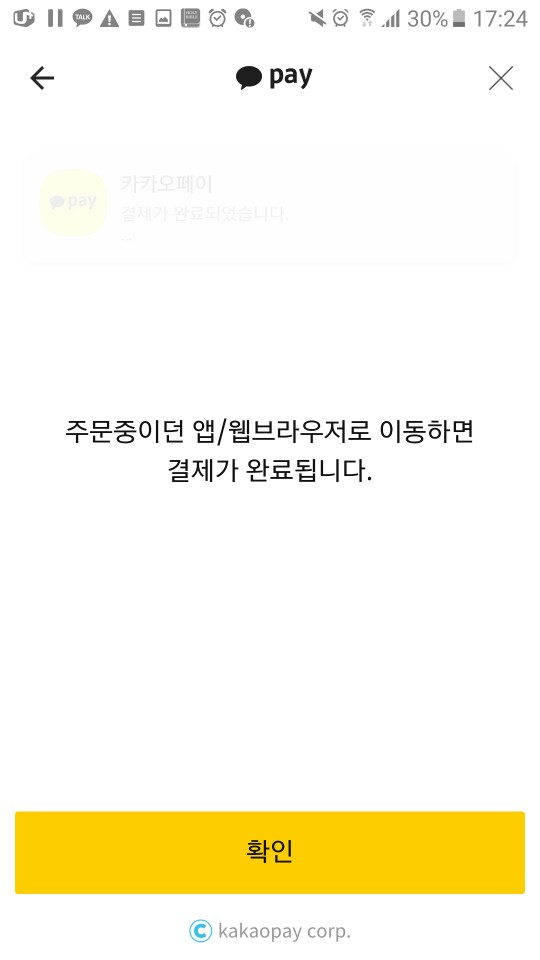 TALK
30% 17:24
pay
pay
카카오페이
결제가 완료되었습니다.
주문중이던 앱/웹브라우저로 이동하면
결제가 완료됩니다.
확인
kakaopay corp.